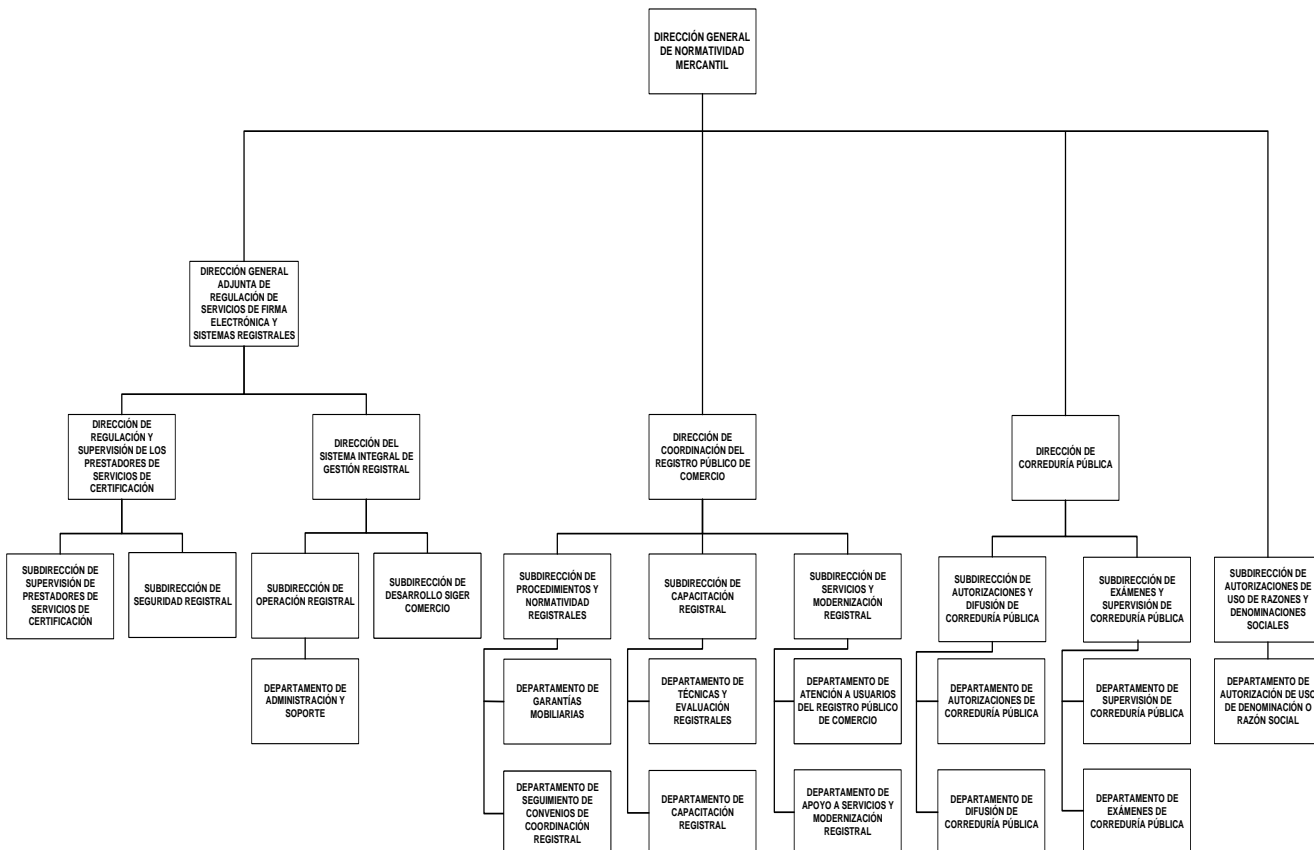 DIRECCIÓN GENERAL
DE NORMATIVIDAD
MERCANTIL
DIRECCIÓN GENERAL
ADJUNTA DE
REGULACIÓN DE
SERVICIOS DE FIRMA
ELECTRÓNICA Y
SISTEMAS REGISTRALES
DIRECCIÓN DE
REGULACIÓN Y
SUPERVISIÓN DE LOS
PRESTADORES DE
SERVICIOS DE
CERTIFICACIÓN
DIRECCIÓN DEL
SISTEMA INTEGRAL DE
GESTIÓN REGISTRAL
DIRECCIÓN DE
COORDINACIÓN DEL
REGISTRO PÚBLICO DE
COMERCIO
DIRECCIÓN DE
CORREDURÍA PÚBLICA
SUBDIRECCIÓN DE
SUPERVISIÓN DE
PRESTADORES DE
SERVICIOS DE
CERTIFICACIÓN
SUBDIRECCIÓN DE
SEGURIDAD REGISTRAL
SUBDIRECCIÓN DE
OPERACIÓN REGISTRAL
SUBDIRECCIÓN DE
DESARROLLO SIGER
COMERCIO
SUBDIRECCIÓN DE
PROCEDIMIENTOS Y
NORMATIVIDAD
REGISTRALES
SUBDIRECCIÓN DE
CAPACITACIÓN
REGISTRAL
SUBDIRECCIÓN DE
SERVICIOS Y
MODERNIZACIÓN
REGISTRAL
SUBDIRECCIÓN DE
AUTORIZACIONES Y
DIFUSIÓN DE
CORREDURÍA PÚBLICA
SUBDIRECCIÓN DE
EXÁMENES Y
SUPERVISIÓN DE
CORREDURÍA PÚBLICA
SUBDIRECCIÓN DE
AUTORIZACIONES DE
USO DE RAZONES Y
DENOMINACIONES
SOCIALES
DEPARTAMENTO DE
ADMINISTRACIÓN Y
SOPORTE
DEPARTAMENTO DE
GARANTÍAS
MOBILIARIAS
DEPARTAMENTO DE
TÉCNICAS Y
EVALUACIÓN
REGISTRALES
DEPARTAMENTO DE
ATENCIÓN A USUARIOS
DEL REGISTRO PÚBLICO
DE COMERCIO
DEPARTAMENTO DE
AUTORIZACIONES DE
CORREDURÍA PÚBLICA
DEPARTAMENTO DE
SUPERVISIÓN DE
CORREDURÍA PÚBLICA
DEPARTAMENTO DE
AUTORIZACIÓN DE USO
DE DENOMINACIÓN O
RAZÓN SOCIAL
DEPARTAMENTO DE
SEGUIMIENTO DE
CONVENIOS DE
COORDINACIÓN
REGISTRAL
DEPARTAMENTO DE
CAPACITACIÓN
REGISTRAL
DEPARTAMENTO DE
APOYO A SERVICIOS Y
MODERNIZACIÓN
REGISTRAL
DEPARTAMENTO DE
DIFUSIÓN DE
CORREDURÍA PÚBLICA
DEPARTAMENTO DE
EXÁMENES DE
CORREDURÍA PÚBLICA